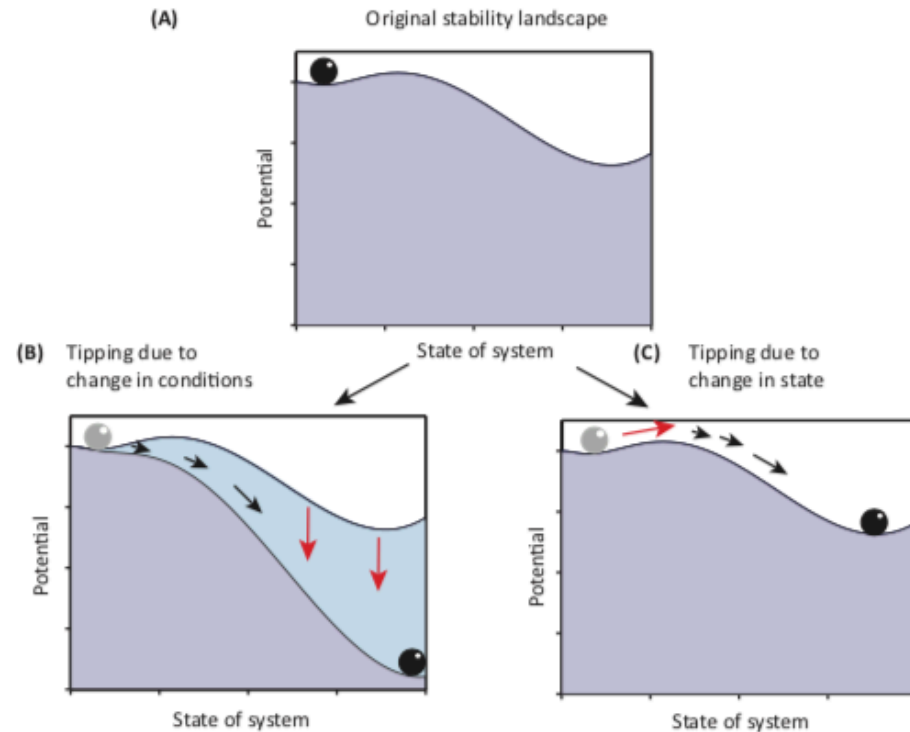 (A) Original stability landscape
Potential
State of system
(B) Tipping due to
change in conditions
(C) Tipping due to
change in state
Potential
State of system
Potential
State of system